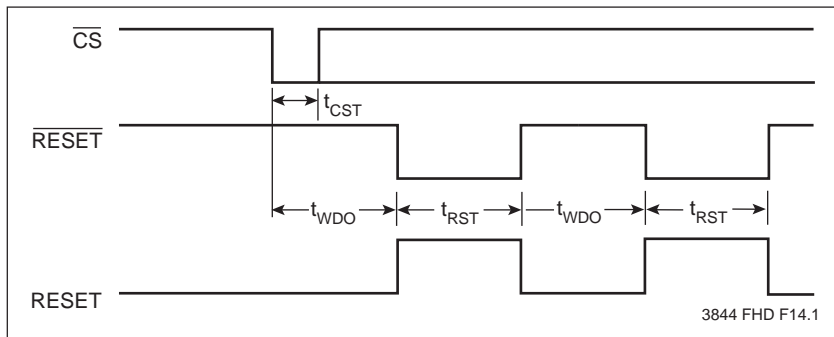 CS
tCST
RESET
tWDO tRST tWDO tRST
RESET
3844 FHD F14.1